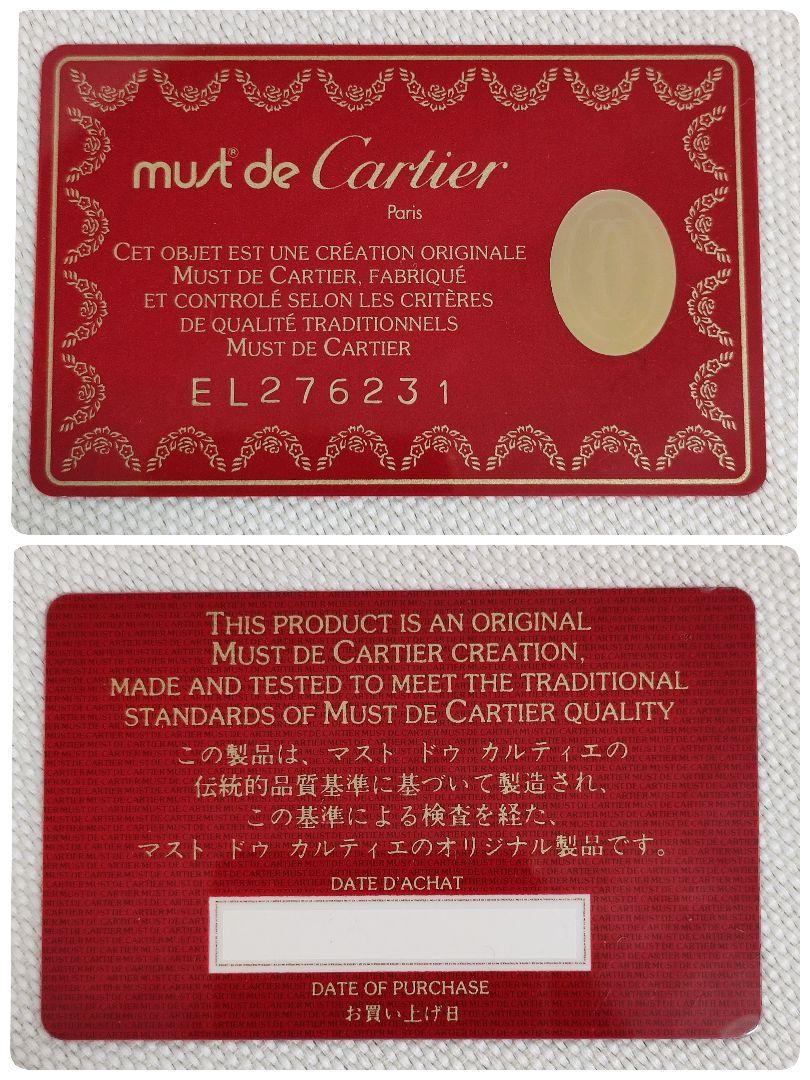 must® de Cartier
Paris
CET OBJET EST UNE CRÉATION ORIGINALE
MUST DE CARTIER, FABRIQUÉ
ET CONTROLÉ SELON LES CRITÈRES
DE QUALITÉ TRADITIONNELS
MUST DE CARTIER
EL276231
THIS PRODUCT IS AN ORIGINAL
MUST DE CARTIER CREATION,
MADE AND TESTED TO MEET THE TRADITIONAL
STANDARDS OF MUST DE CARTIER QUALITY
この製品は、マスト ドゥ カルティエの
伝統的品質基準に基づいて製造され、
この基準による検査を経た、
マスト ドゥ カルティエのオリジナル製品です。
DATE D'ACHAT
DATE OF PURCHASE
お買い上げ日